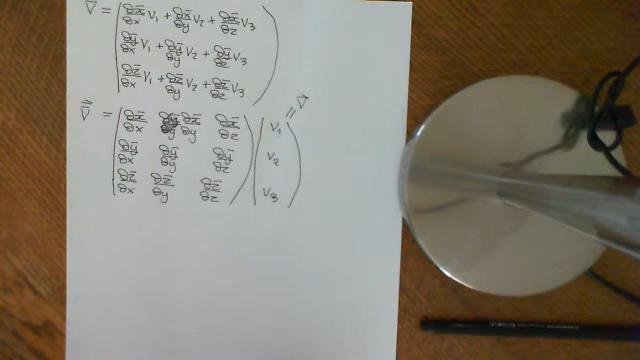 V̄ = ( ∂x̄/∂x V₁ + ∂x̄/∂y V₂ + ∂x̄/∂z V₃
∂ȳ/∂x V₁ + ∂ȳ/∂y V₂ + ∂ȳ/∂z V₃
∂z̄/∂x V₁ + ∂z̄/∂y V₂ + ∂z̄/∂z V₃ )
V̄ = ( ∂x̄/∂x ∂x̄/∂y ∂x̄/∂z ) ( V₁ = V̄
∂ȳ/∂x ∂ȳ/∂y ∂ȳ/∂z V₂
∂z̄/∂x ∂z̄/∂y ∂z̄/∂z V₃ )